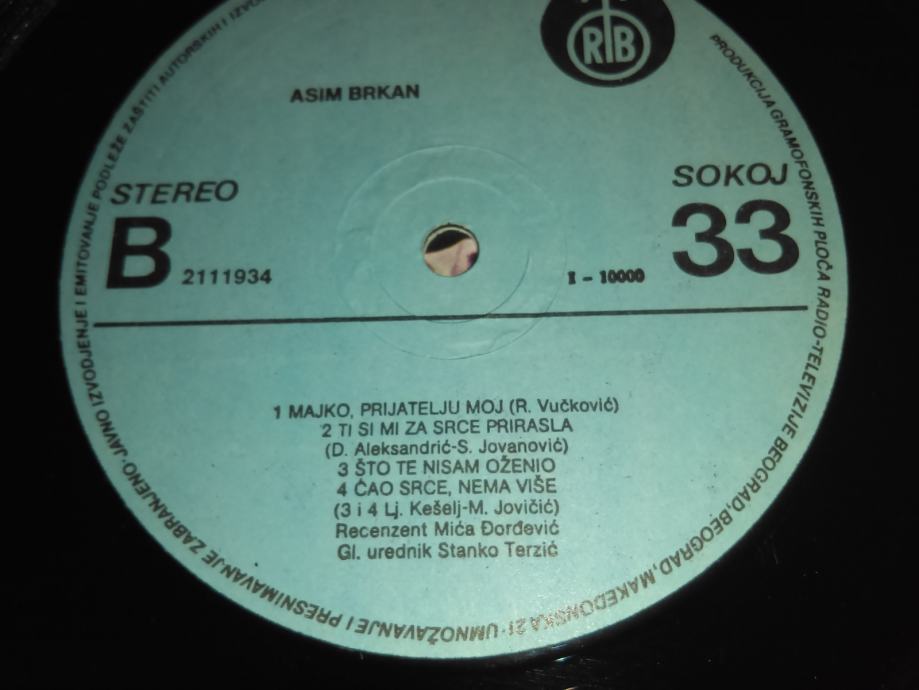 RTB
ASIM BRKAN
STEREO
SOKOJ
B
33
2111934
I - 10000
1 MAJKO, PRIJATELJU MOJ (R. Vučković)
2 TI SI MI ZA SRCE PRIRASLA
(D. Aleksandrić-S. Jovanović)
3 ŠTO TE NISAM OŽENIO
4 ĆAO SRCE, NEMA VIŠE
(3 i 4 Lj. Kešelj-M. Jovičić)
Recenzent Mića Đorđević
Gl. urednik Stanko Terzić
PRODUKCIJA GRAMOFONSKIH PLOČA RADIO-TELEVIZIJE BEOGRAD, BEOGRAD, MAKEDONSKA 21 · UMNOŽAVANJE I PRESNIMAVANJE ZABRANJENO · JAVNO IZVODJENJE I EMITOVANJE PODLEŽE ZAŠTITI AUTORSKIH I